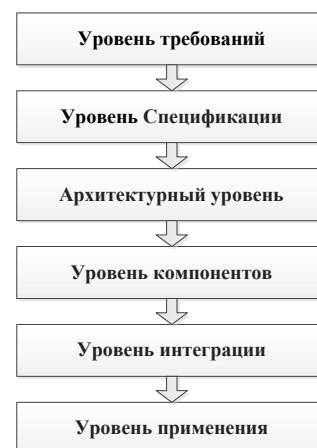 Уровень требований
Уровень Спецификации
Архитектурный уровень
Уровень компонентов
Уровень интеграции
Уровень применения